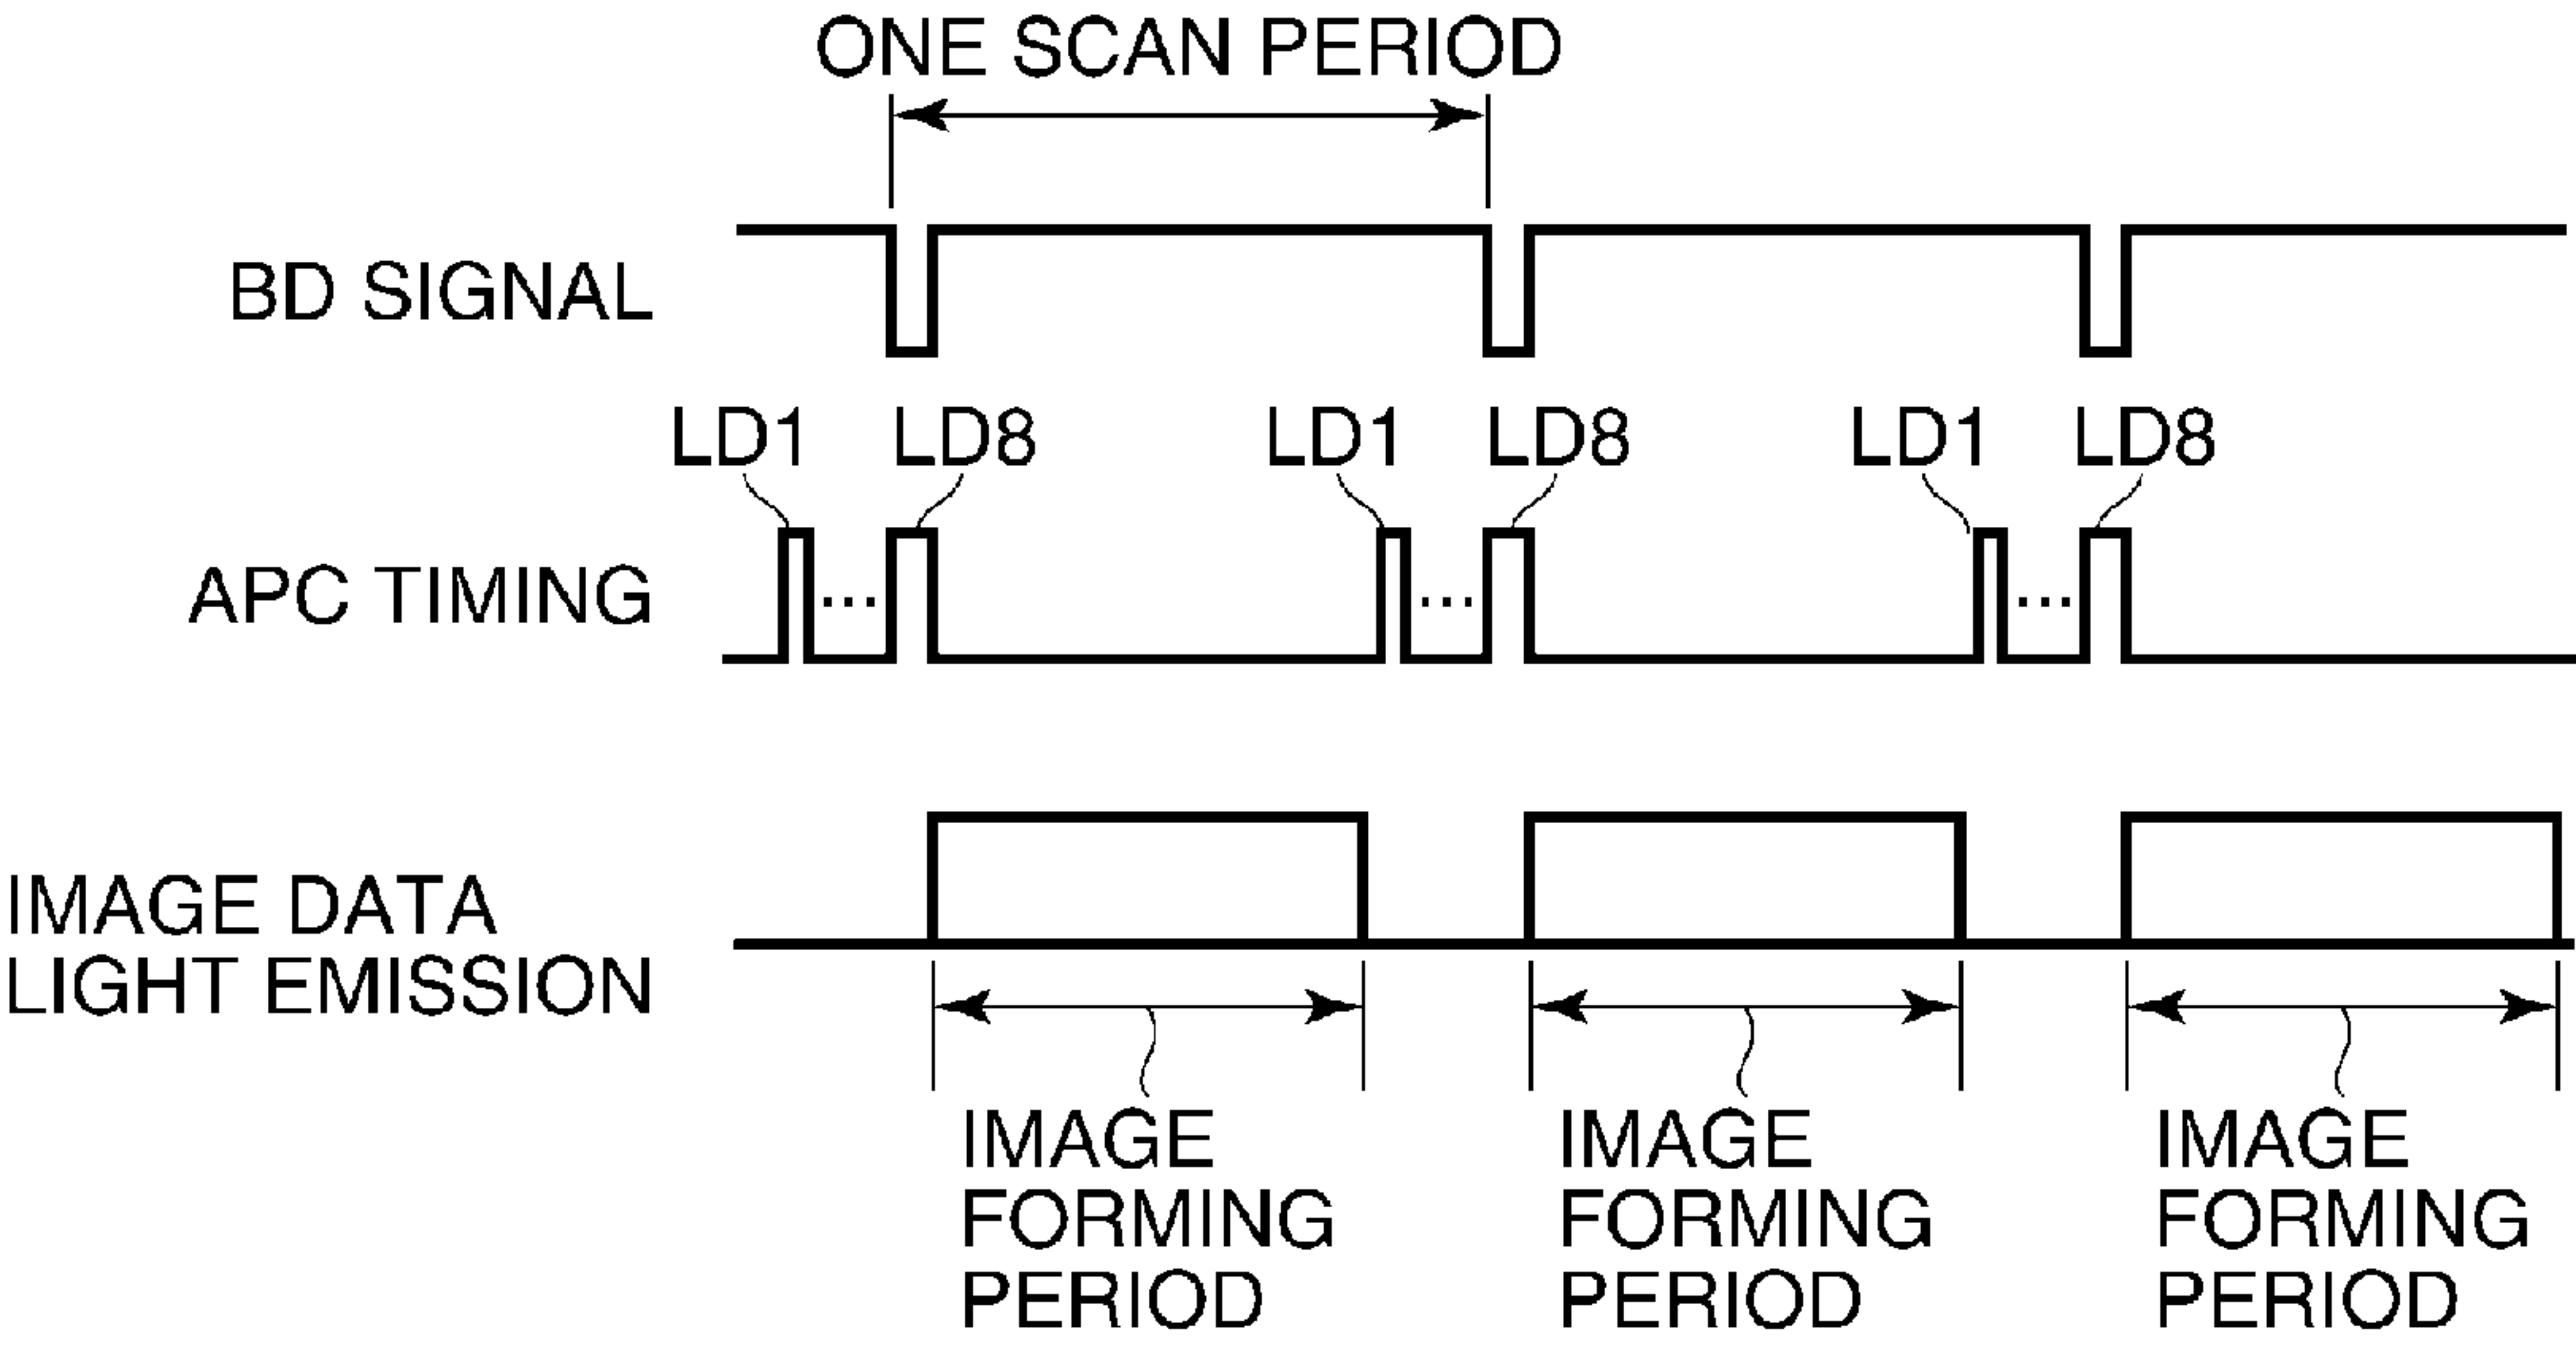 ONE SCAN PERIOD
BD SIGNAL
LD1 LD8 LD1 LD8 LD1 LD8
APC TIMING ... ... ...
IMAGE DATA
LIGHT EMISSION
IMAGE IMAGE IMAGE
FORMING FORMING FORMING
PERIOD PERIOD PERIOD